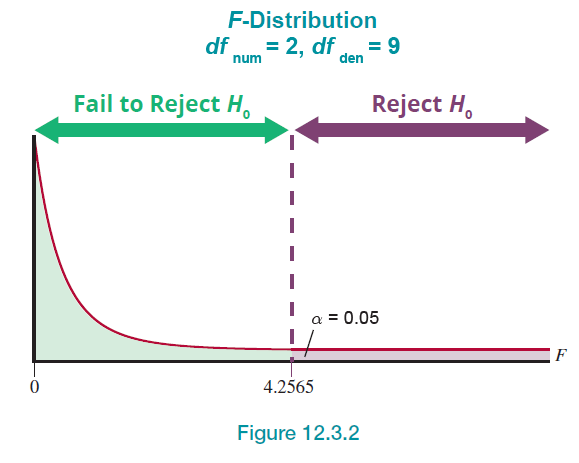 F-Distribution
df num = 2, df den = 9
Fail to Reject H₀ Reject H₀
α = 0.05
F
0 4.2565
Figure 12.3.2